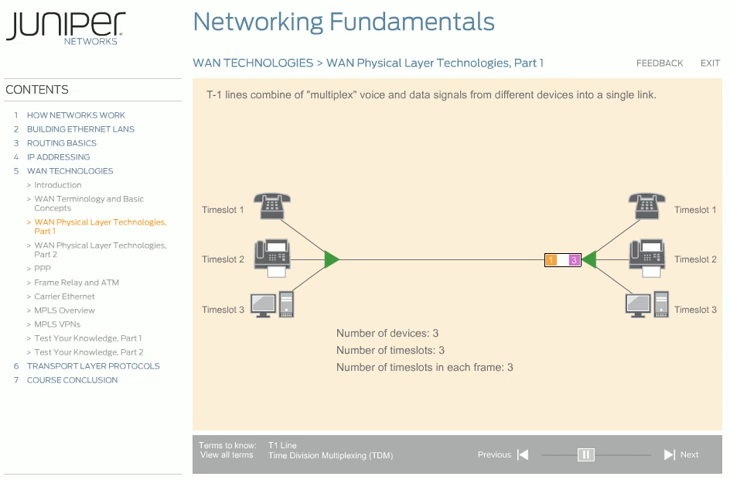 JUNIPER
NETWORKS
Networking Fundamentals
WAN TECHNOLOGIES > WAN Physical Layer Technologies, Part 1
FEEDBACK
EXIT
CONTENTS
1 HOW NETWORKS WORK
2 BUILDING ETHERNET LANS
3 ROUTING BASICS
4 IP ADDRESSING
5 WAN TECHNOLOGIES
> Introduction
> WAN Terminology and Basic
Concepts
> WAN Physical Layer Technologies,
Part 1
> WAN Physical Layer Technologies,
Part 2
> PPP
> Frame Relay and ATM
> Carrier Ethernet
> MPLS Overview
> MPLS VPNs
> Test Your Knowledge, Part 1
> Test Your Knowledge, Part 2
6 TRANSPORT LAYER PROTOCOLS
7 COURSE CONCLUSION
T-1 lines combine of "multiplex" voice and data signals from different devices into a single link.
Timeslot 1
Timeslot 1
Timeslot 2
1 3
Timeslot 2
Timeslot 3
Timeslot 3
Number of devices: 3
Number of timeslots: 3
Number of timeslots in each frame: 3
Terms to know:
View all terms
T1 Line
Time Division Multiplexing (TDM)
Previous
Next